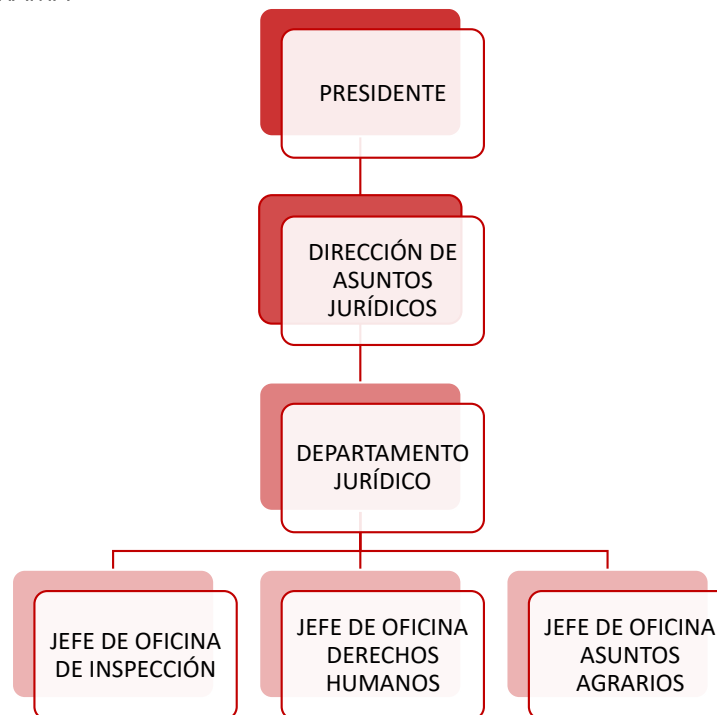 PRESIDENTE
DIRECCIÓN DE
ASUNTOS
JURÍDICOS
DEPARTAMENTO
JURÍDICO
JEFE DE OFICINA
DE INSPECCIÓN
JEFE DE OFICINA
DERECHOS
HUMANOS
JEFE DE OFICINA
ASUNTOS
AGRARIOS